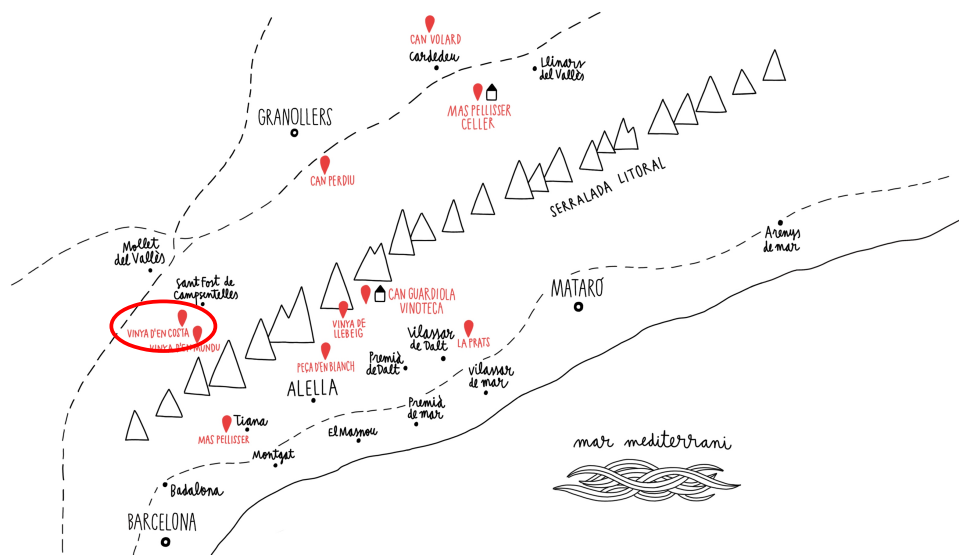 CAN VOLARD
Cardedeu
Llinars
del Vallès
MAS PELLISSER
CELLER
GRANOLLERS
CAN PERDIU
SERRALADA LITORAL
Arenys
de mar
Mollet
del Vallès
Sant Fost de
Campsentelles
CAN GUARDIOLA
VINOTECA
MATARÓ
VINYA D'EN COSTA
VINYA D'EN MUNDU
VINYA DE
LLEBEIG
Vilassar
de Dalt
LA PRATS
PEÇA D'EN BLANCH
Premià
de Dalt
Vilassar
de mar
ALELLA
Premià
de mar
Tiana
MAS PELLISSER
El Masnou
mar mediterrani
Montgat
Badalona
BARCELONA